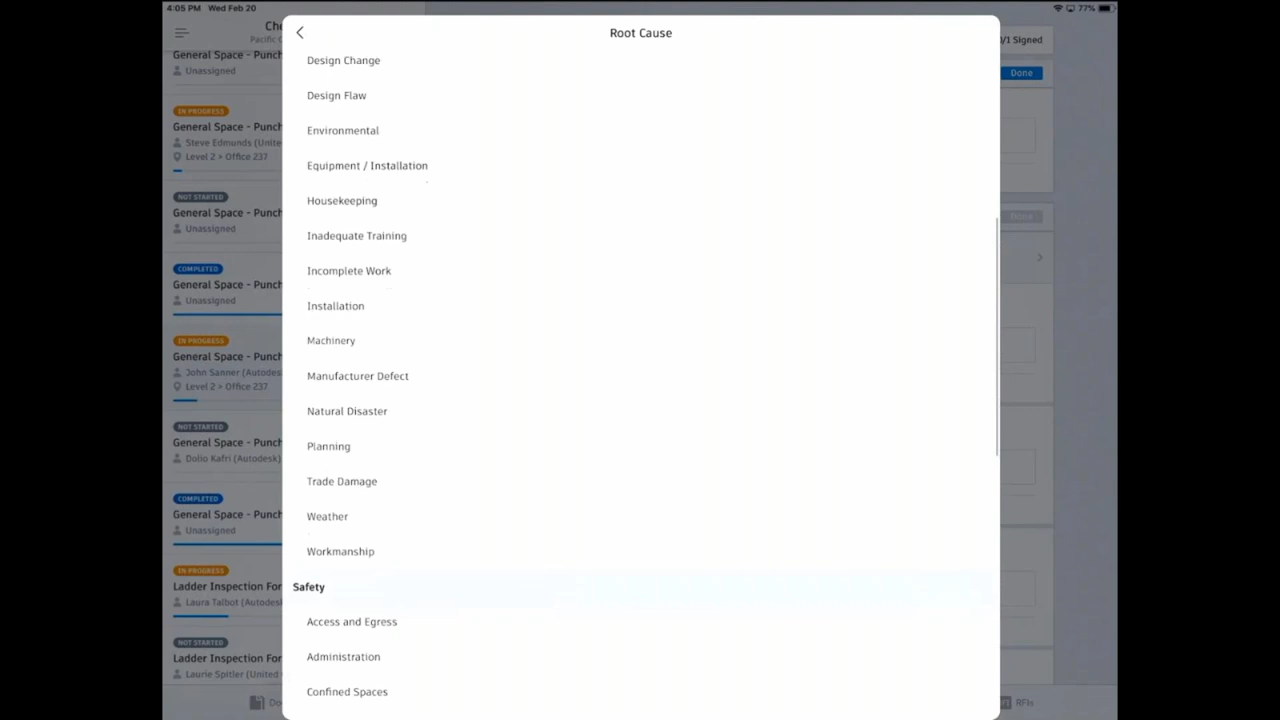 4:05 PM Wed Feb 20
77%
Root Cause
Pacific
/1 Signed
General Space - Punch
Unassigned
Done
IN PROGRESS
General Space - Punch
Steve Edmunds (United
Level 2 > Office 237
NOT STARTED
General Space - Punch
Unassigned
COMPLETED
General Space - Punch
Unassigned
IN PROGRESS
General Space - Punch
John Sanner (Autodes
Level 2 > Office 237
NOT STARTED
General Space - Punch
Dolio Kafri (Autodesk)
COMPLETED
General Space - Punch
Unassigned
IN PROGRESS
Ladder Inspection For
Laura Talbot (Autodes
NOT STARTED
Ladder Inspection For
Laurie Spitler (United
Design Change
Design Flaw
Environmental
Equipment / Installation
Housekeeping
Inadequate Training
Incomplete Work
Installation
Machinery
Manufacturer Defect
Natural Disaster
Planning
Trade Damage
Weather
Workmanship
Safety
Access and Egress
Administration
Confined Spaces
Done
RFIs